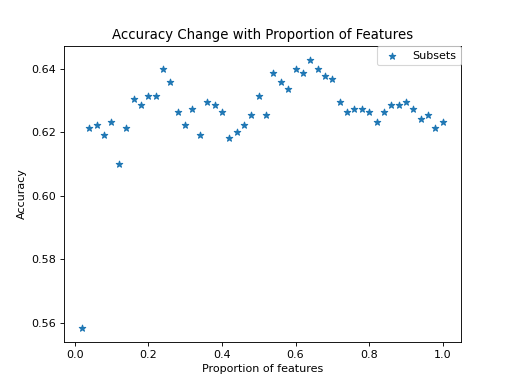 Accuracy Change with Proportion of Features
Subsets
0.64
0.62
0.60
0.58
0.56
Accuracy
0.0 0.2 0.4 0.6 0.8 1.0
Proportion of features